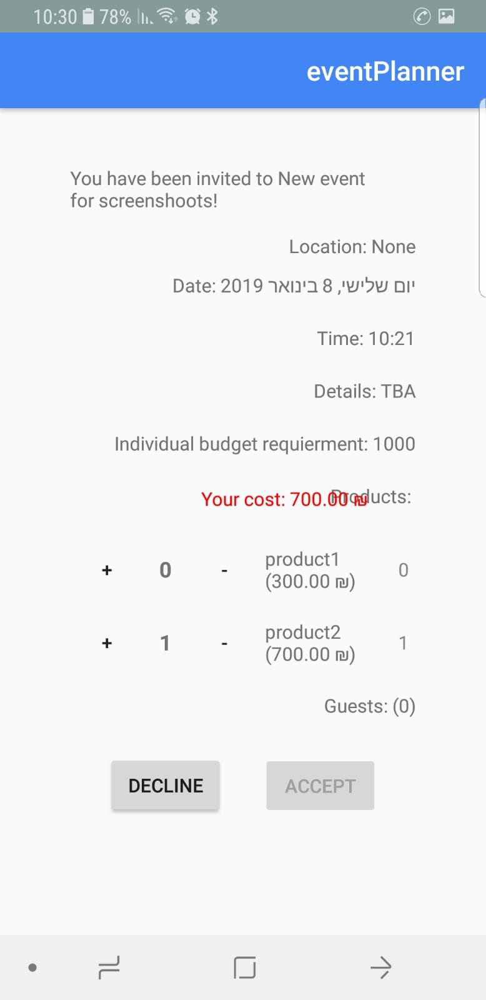 10:30 78%
eventPlanner
You have been invited to New event
for screenshoots!
Location: None
Date: יום שלישי, 8 בינואר 2019
Time: 10:21
Details: TBA
Individual budget requierment: 1000
Your cost: 700.00 ₪ Products:
+ 0 - product1 0
(300.00 ₪)
+ 1 - product2 1
(700.00 ₪)
Guests: (0)
DECLINE ACCEPT